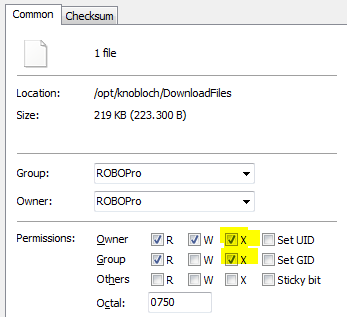 Common Checksum
1 file
Location: /opt/knobloch/DownloadFiles
Size: 219 KB (223.300 B)
Group: ROBOPro
Owner: ROBOPro
Permissions: Owner R W X Set UID
Group R W X Set GID
Others R W X Sticky bit
Octal: 0750